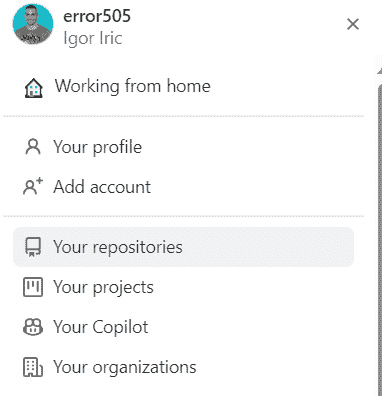 error505
Igor Iric
Working from home
Your profile
Add account
Your repositories
Your projects
Your Copilot
Your organizations